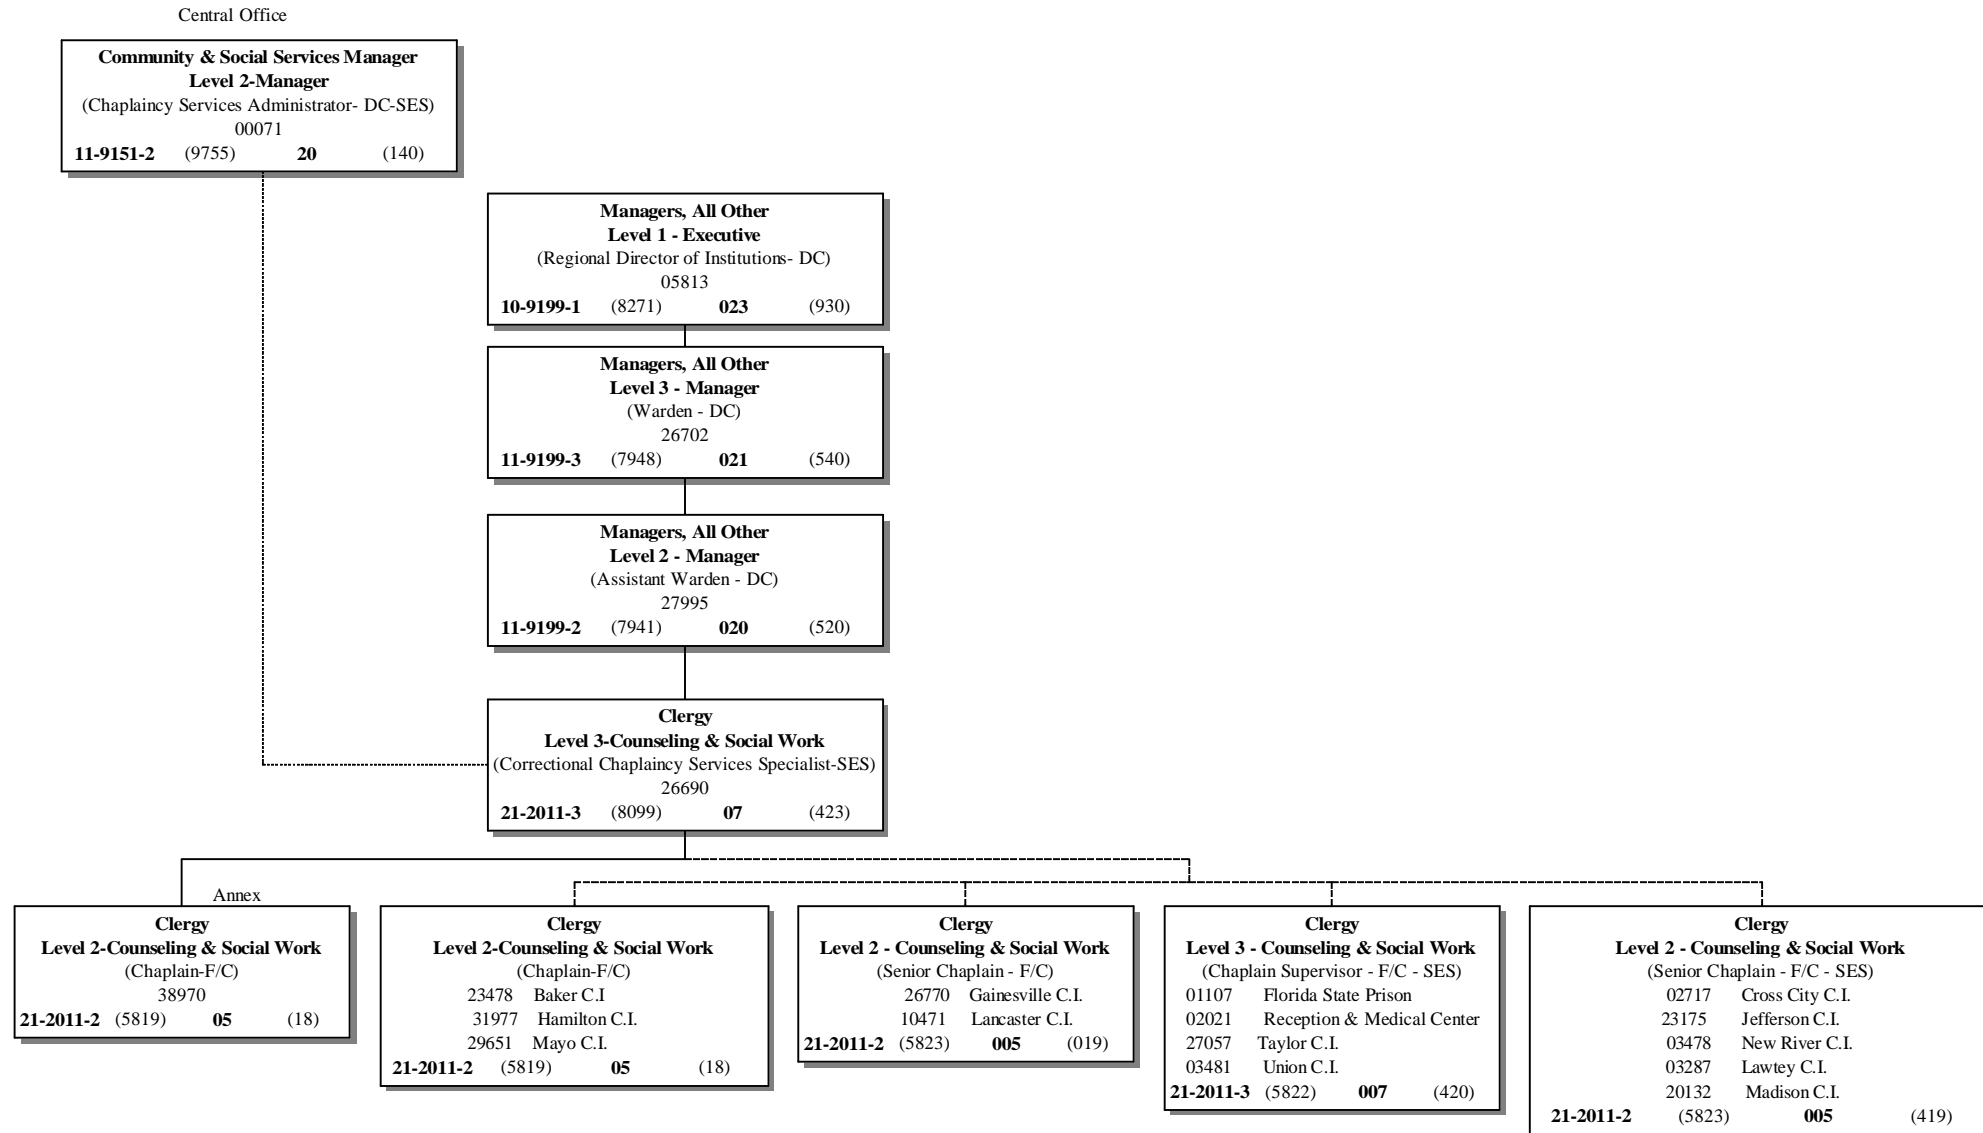 Central Office
Community & Social Services Manager
Level 2-Manager
(Chaplaincy Services Administrator- DC-SES)
00071
11-9151-2 (9755) 20 (140)
Managers, All Other
Level 1 - Executive
(Regional Director of Institutions- DC)
05813
10-9199-1 (8271) 023 (930)
Managers, All Other
Level 3 - Manager
(Warden - DC)
26702
11-9199-3 (7948) 021 (540)
Managers, All Other
Level 2 - Manager
(Assistant Warden - DC)
27995
11-9199-2 (7941) 020 (520)
Clergy
Level 3-Counseling & Social Work
(Correctional Chaplaincy Services Specialist-SES)
26690
21-2011-3 (8099) 07 (423)
Annex
Clergy
Level 2-Counseling & Social Work
(Chaplain-F/C)
38970
21-2011-2 (5819) 05 (18)
Clergy
Level 2-Counseling & Social Work
(Chaplain-F/C)
23478 Baker C.I
31977 Hamilton C.I.
29651 Mayo C.I.
21-2011-2 (5819) 05 (18)
Clergy
Level 2 - Counseling & Social Work
(Senior Chaplain - F/C)
26770 Gainesville C.I.
10471 Lancaster C.I.
21-2011-2 (5823) 005 (019)
Clergy
Level 3 - Counseling & Social Work
(Chaplain Supervisor - F/C - SES)
01107 Florida State Prison
02021 Reception & Medical Center
27057 Taylor C.I.
03481 Union C.I.
21-2011-3 (5822) 007 (420)
Clergy
Level 2 - Counseling & Social Work
(Senior Chaplain - F/C - SES)
02717 Cross City C.I.
23175 Jefferson C.I.
03478 New River C.I.
03287 Lawtey C.I.
20132 Madison C.I.
21-2011-2 (5823) 005 (419)